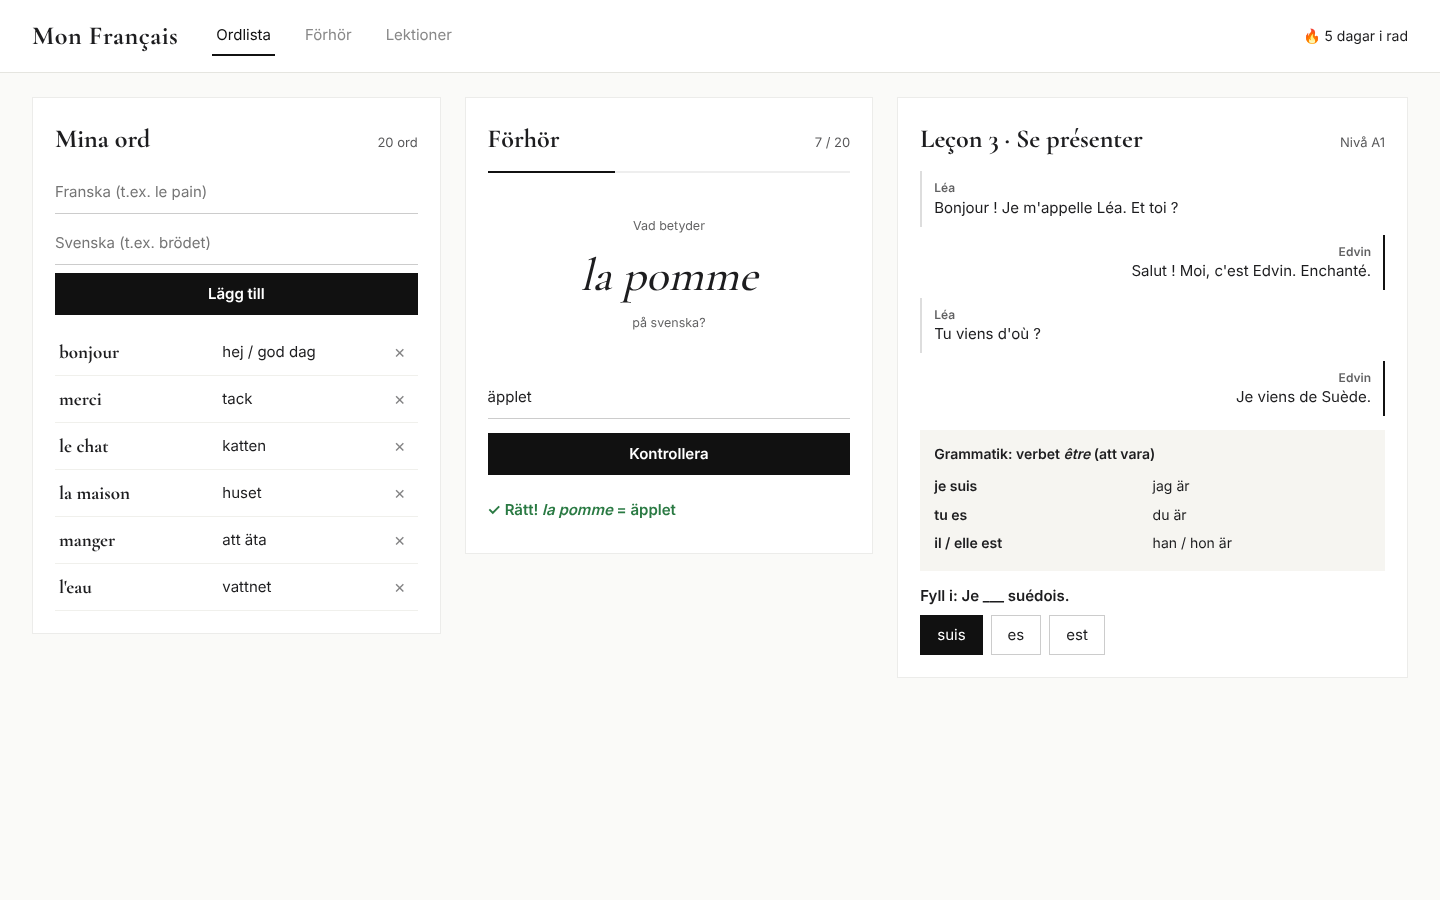 Mon Français
Ordlista
Förhör
Lektioner
🔥 5 dagar i rad
Mina ord
20 ord
Franska (t.ex. le pain)
Svenska (t.ex. brödet)
Lägg till
bonjour hej / god dag ×
merci tack ×
le chat katten ×
la maison huset ×
manger att äta ×
l'eau vattnet ×
Förhör
7 / 20
Vad betyder
la pomme
på svenska?
äpplet
Kontrollera
✓ Rätt! la pomme = äpplet
Leçon 3 · Se présenter
Nivå A1
Léa
Bonjour ! Je m'appelle Léa. Et toi ?
Edvin
Salut ! Moi, c'est Edvin. Enchanté.
Léa
Tu viens d'où ?
Edvin
Je viens de Suède.
Grammatik: verbet être (att vara)
je suis jag är
tu es du är
il / elle est han / hon är
Fyll i: Je ___ suédois.
suis
es
est